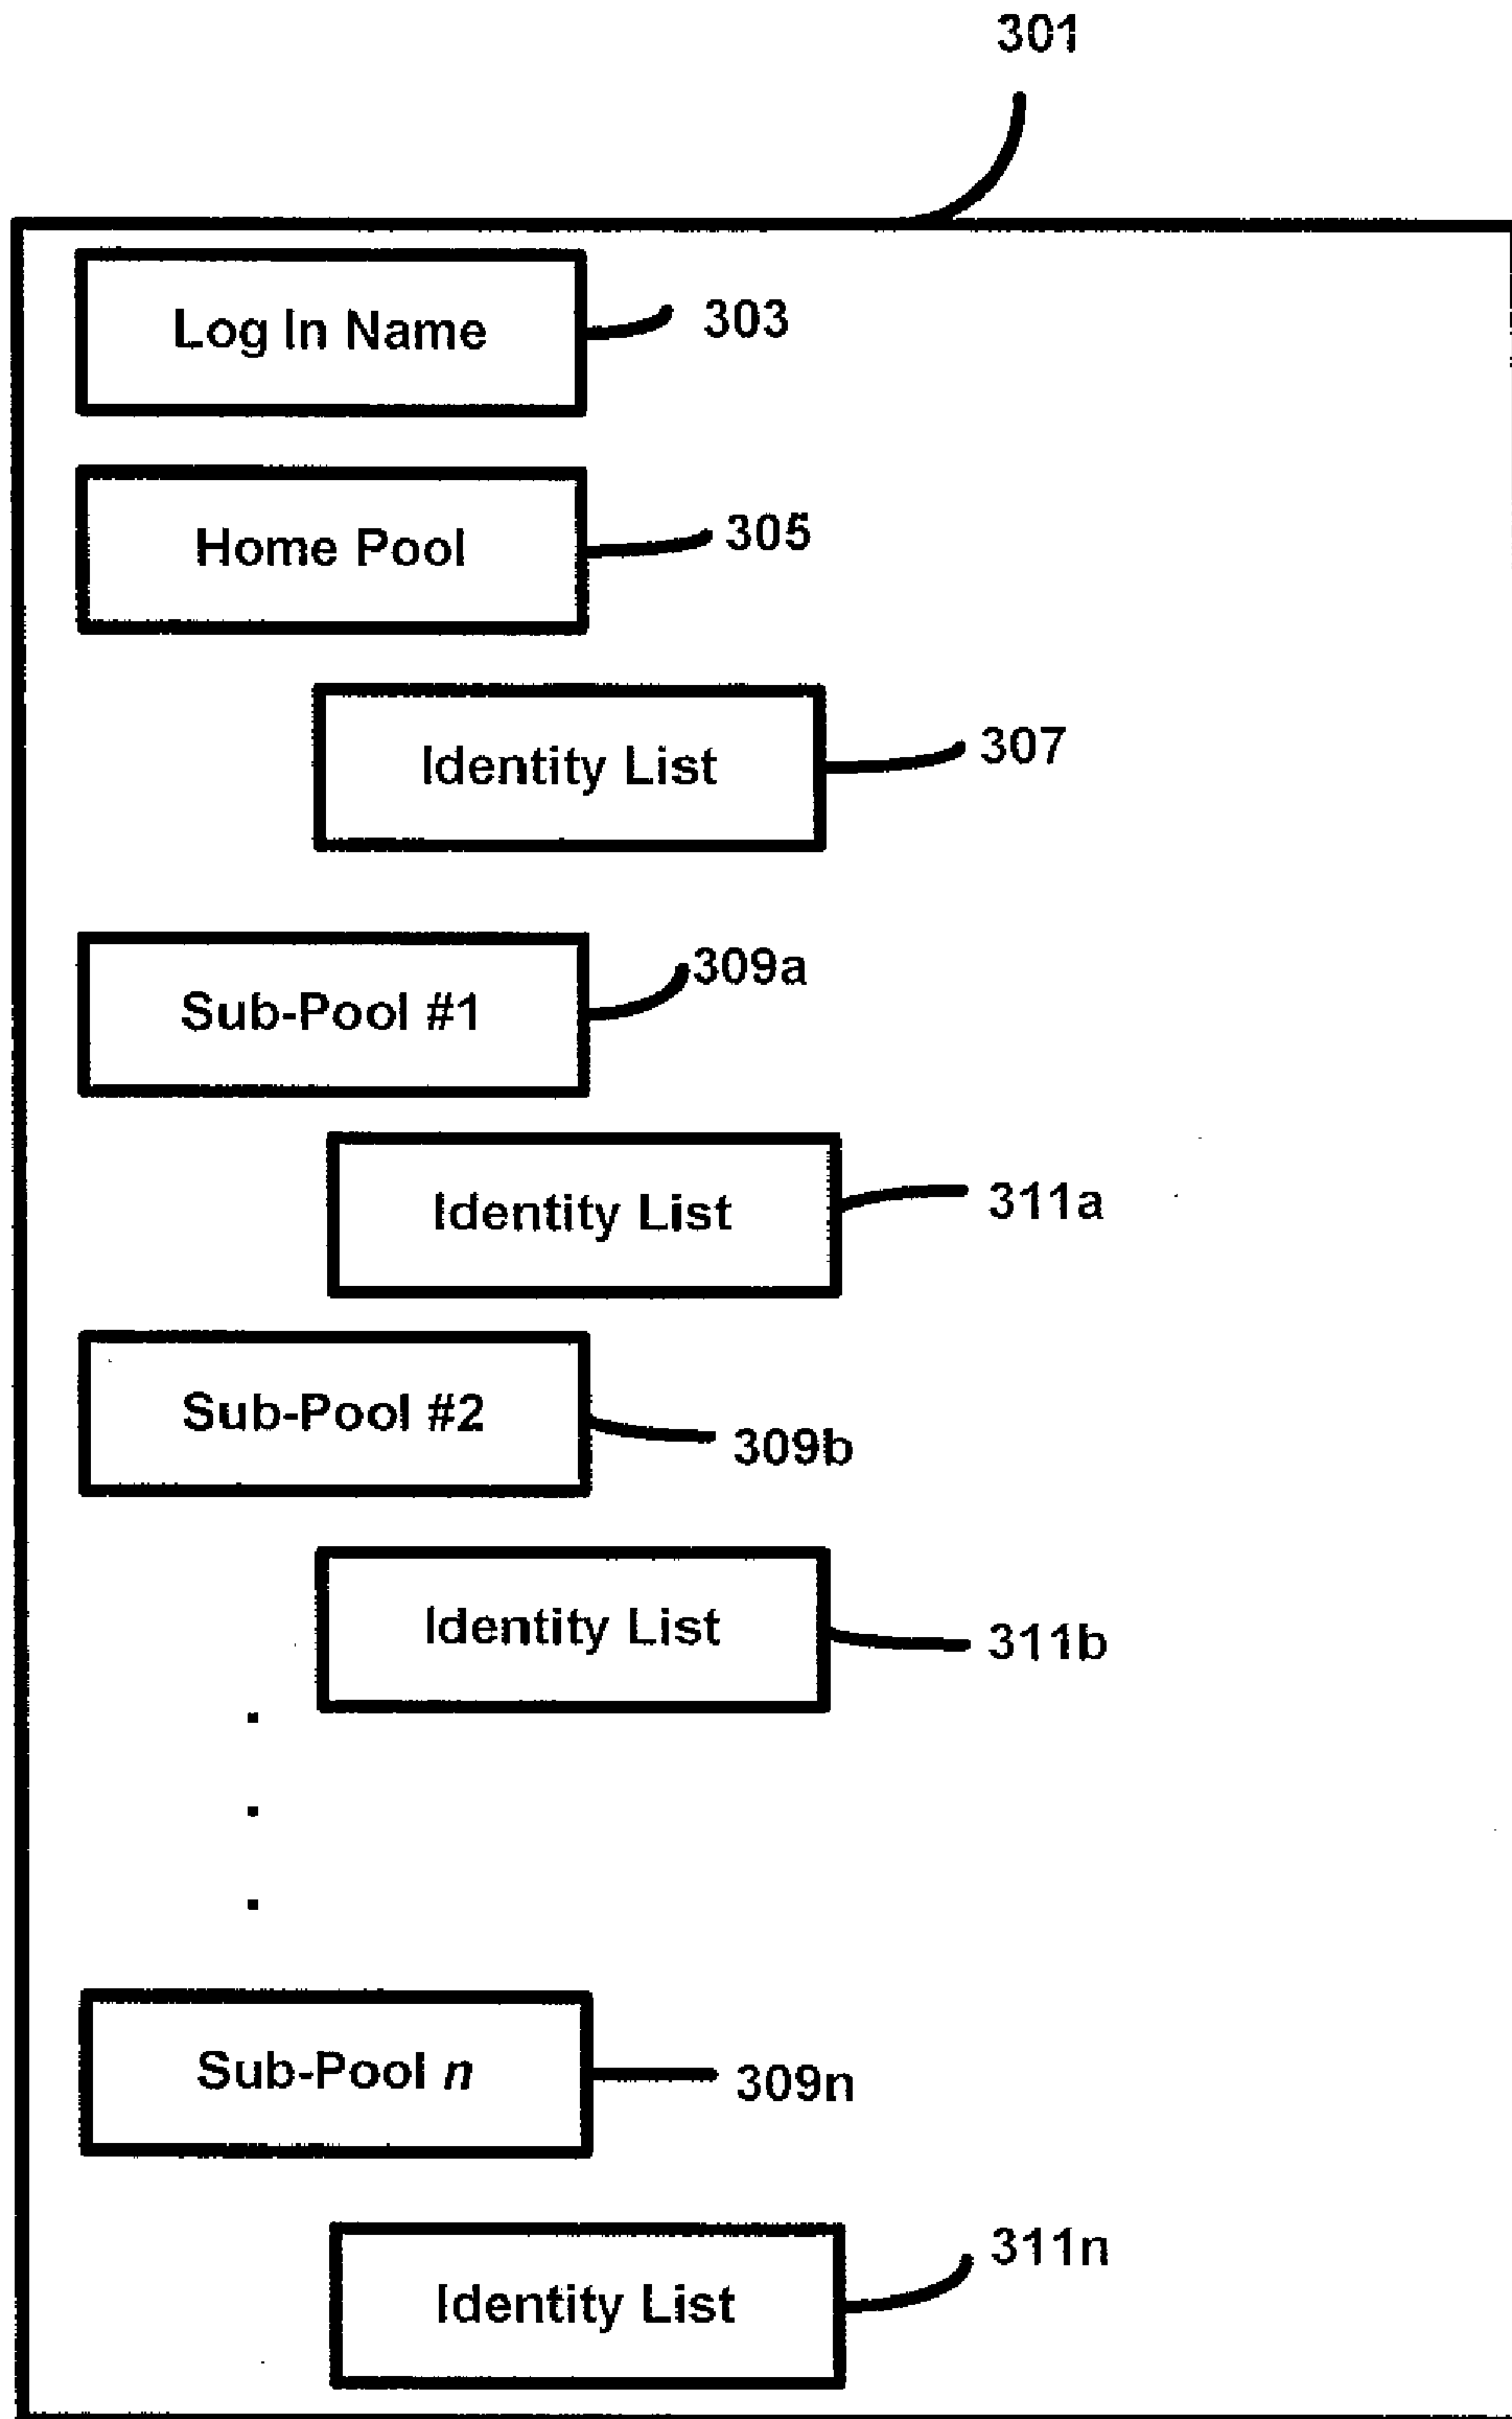 301
Log In Name 303
Home Pool 305
Identity List 307
Sub-Pool #1 309a
Identity List 311a
Sub-Pool #2 309b
Identity List 311b
.
.
.
Sub-Pool n 309n
Identity List 311n